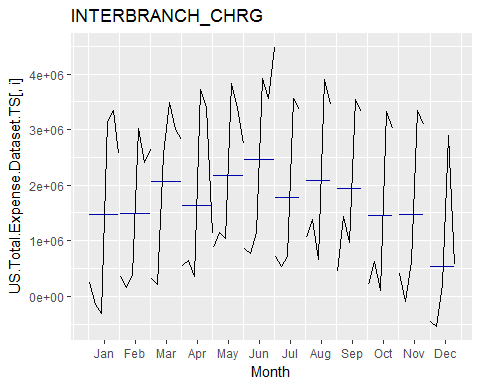 INTERBRANCH_CHRG
US.Total.Expense.Dataset.TS[, i]
4e+06
3e+06
2e+06
1e+06
0e+00
Jan Feb Mar Apr May Jun Jul Aug Sep Oct Nov Dec
Month